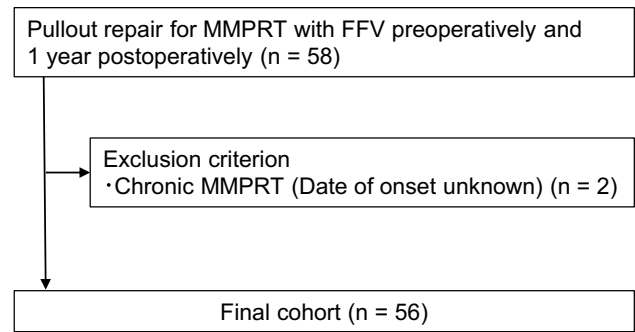 Pullout repair for MMPRT with FFV preoperatively and
1 year postoperatively (n = 58)
Exclusion criterion
・Chronic MMPRT (Date of onset unknown) (n = 2)
Final cohort (n = 56)